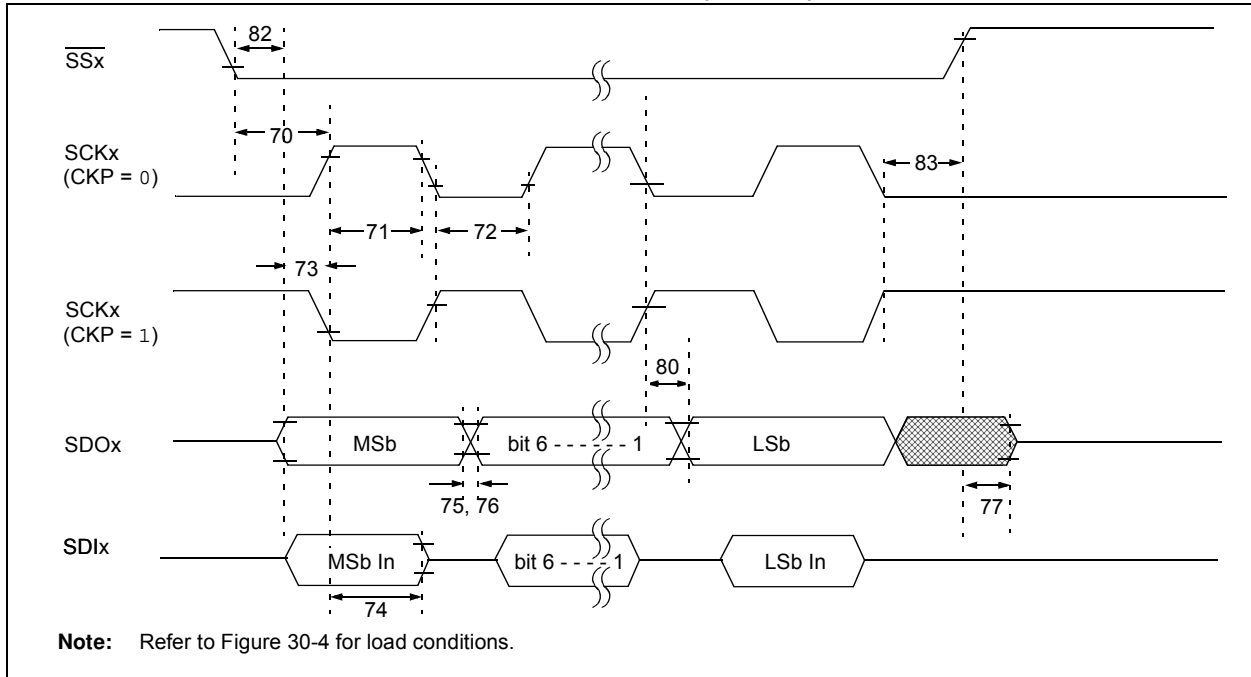 82
SSx
70
SCKx
(CKP = 0)
83
71
72
73
SCKx
(CKP = 1)
80
SDOx
MSb
bit 6 - - - - - - 1
LSb
75, 76
77
SDIx
MSb In
bit 6 - - - - 1
LSb In
74
Note: Refer to Figure 30-4 for load conditions.